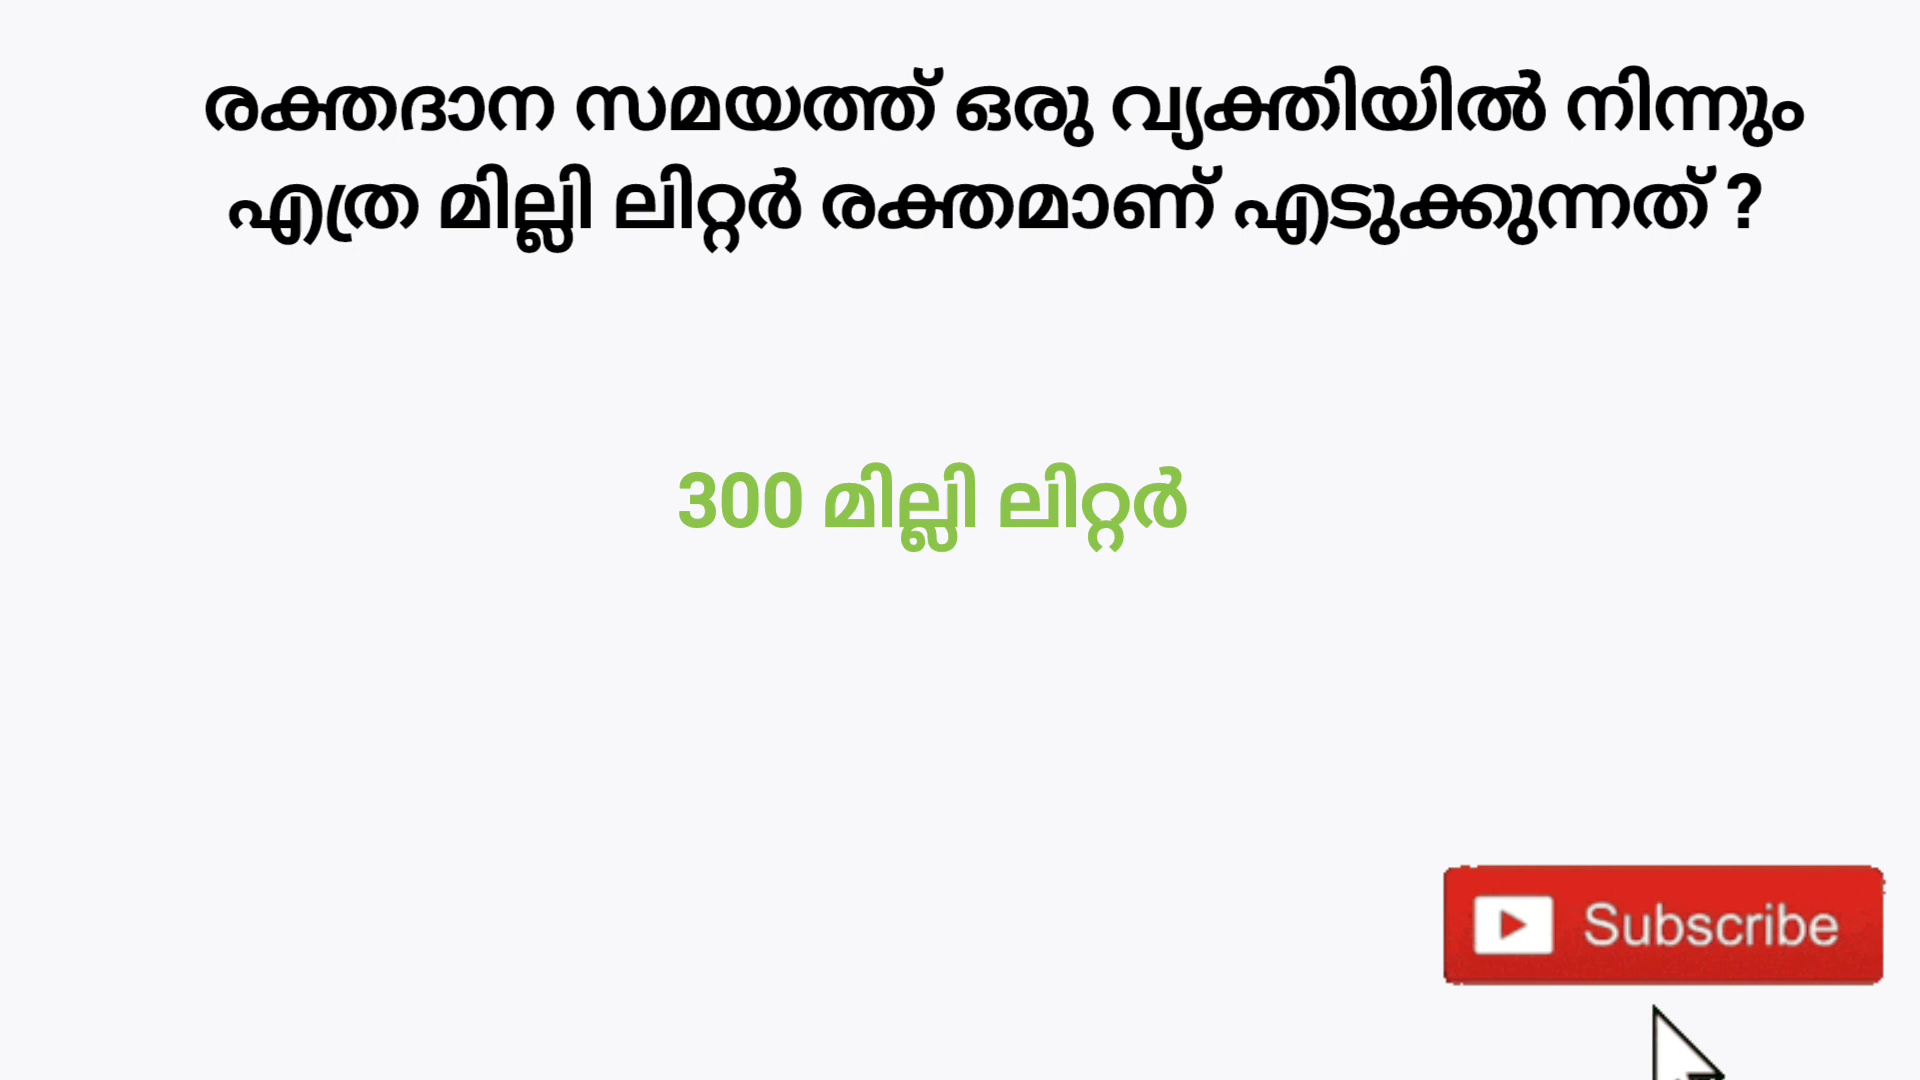 രക്തദാന സമയത്ത് ഒരു വ്യക്തിയിൽ നിന്നും
എത്ര മില്ലി ലിറ്റർ രക്തമാണ് എടുക്കുന്നത് ?
300 മില്ലി ലിറ്റർ
Subscribe